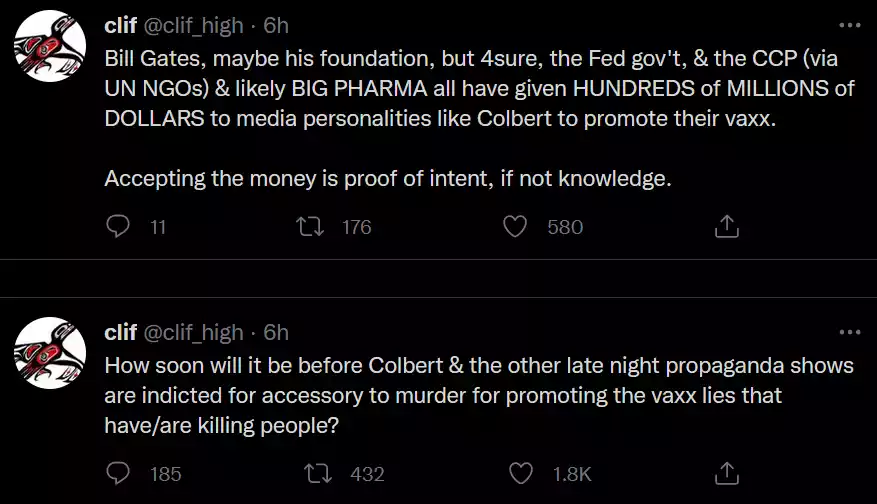 clif @clif_high · 6h
Bill Gates, maybe his foundation, but 4sure, the Fed gov't, & the CCP (via
UN NGOs) & likely BIG PHARMA all have given HUNDREDS of MILLIONS of
DOLLARS to media personalities like Colbert to promote their vaxx.
Accepting the money is proof of intent, if not knowledge.
11 176 580
clif @clif_high · 6h
How soon will it be before Colbert & the other late night propaganda shows
are indicted for accessory to murder for promoting the vaxx lies that
have/are killing people?
185 432 1.8K